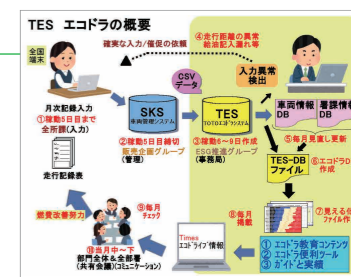 TES エコドラの概要
全国
端末
確実な入力/催促の依頼
④走行距離の異常
給油記入漏れ等
CSV
データ
入力異常
検出
月次記録入力
①稼動5日目まで
全所課(入力)
走行記録表
SKS
車両管理システム
②稼動5日目締切
販売企画グループ
(管理)
TES
TOTOエコドラシステム
③稼動6~9日作成
ESG推進グループ
(事務局)
車両情報
DB
署課情報
DB
⑤毎月見直し更新
TES-DB
ファイル
⑥エコドラD
作成
⑦見える化
ファイル作
⑧毎月
掲載
Times
エコドライブ情報
① エコドラ教育コンテンツ
② エコドラ便利ツール
③ ガイドと実績
⑨毎月
チェック
燃費改善努力
⑩当月中~下
部門全体&全部署
(共有会議)(コミュニケーション)